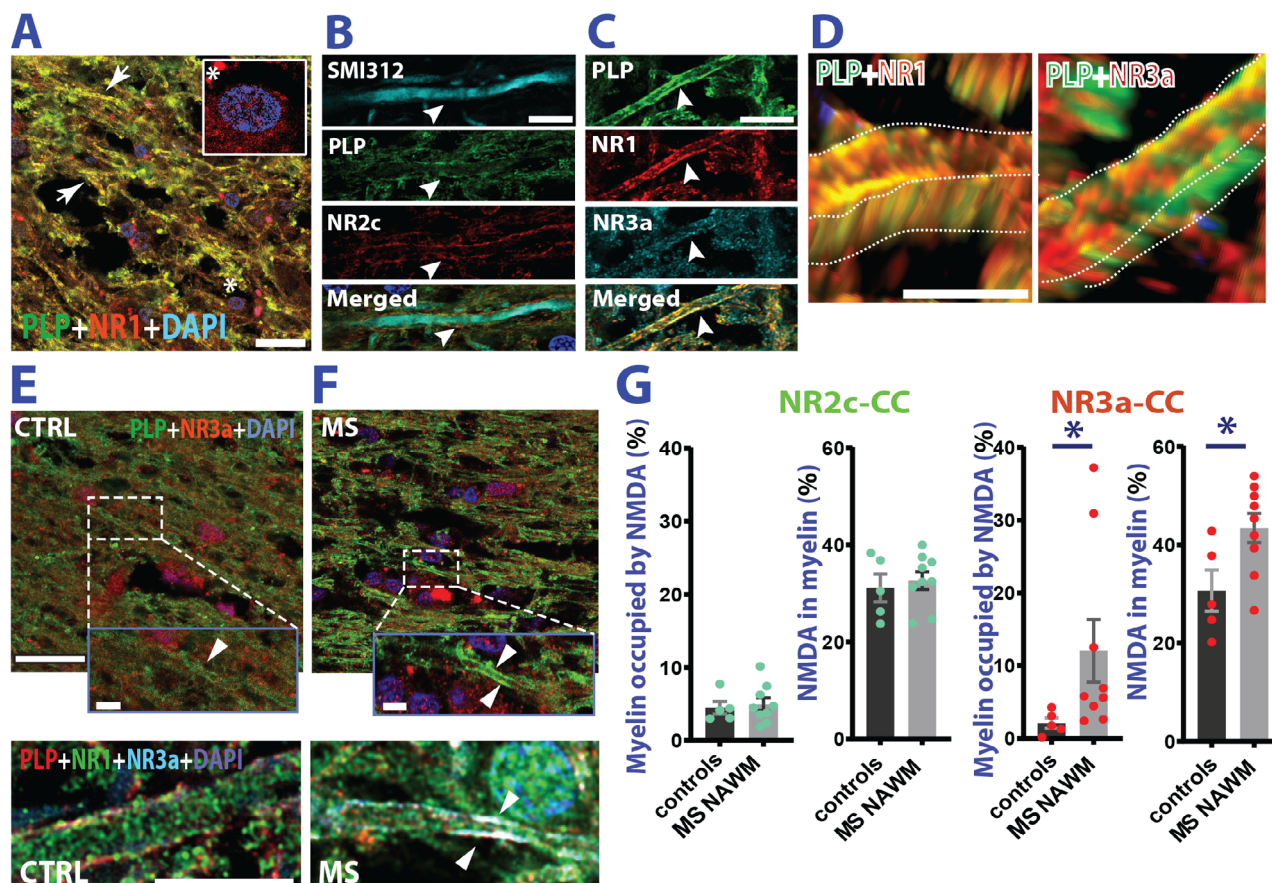 A
*
*
PLP+NR1+DAPI
B
SMI312
PLP
NR2c
Merged
C
PLP
NR1
NR3a
Merged
D
PLP+NR1
PLP+NR3a
E
CTRL
PLP+NR3a+DAPI
F
MS
PLP+NR1+NR3a+DAPI
CTRL
MS
G
NR2c-CC
Myelin occupied by NMDA (%)
40
30
20
10
0
controls
MS NAWM
NMDA in myelin (%)
60
40
20
0
controls
MS NAWM
NR3a-CC
Myelin occupied by NMDA (%)
40
30
20
10
0
*
controls
MS NAWM
NMDA in myelin (%)
60
40
20
0
*
controls
MS NAWM